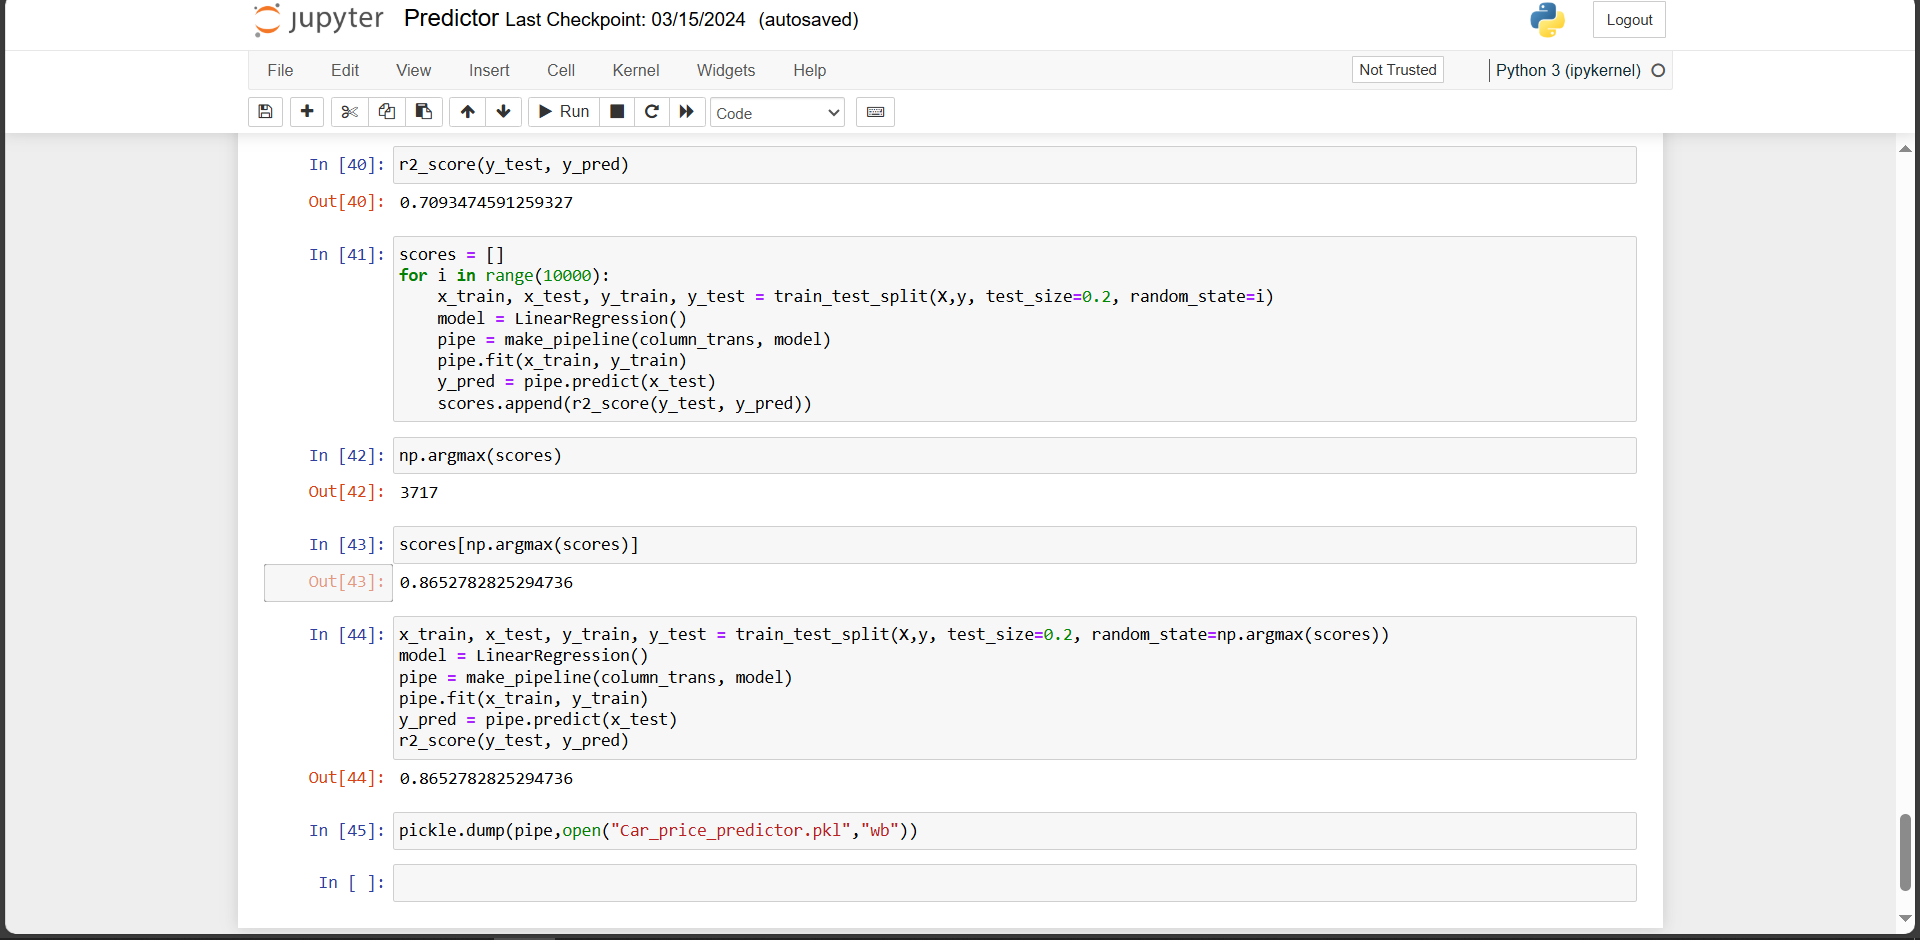 jupyter Predictor Last Checkpoint: 03/15/2024 (autosaved) Logout
File Edit View Insert Cell Kernel Widgets Help Not Trusted Python 3 (ipykernel)
Run Code
In [40]: r2_score(y_test, y_pred)
Out[40]: 0.7093474591259327
In [41]: scores = []
for i in range(10000):
    x_train, x_test, y_train, y_test = train_test_split(X,y, test_size=0.2, random_state=i)
    model = LinearRegression()
    pipe = make_pipeline(column_trans, model)
    pipe.fit(x_train, y_train)
    y_pred = pipe.predict(x_test)
    scores.append(r2_score(y_test, y_pred))
In [42]: np.argmax(scores)
Out[42]: 3717
In [43]: scores[np.argmax(scores)]
Out[43]: 0.8652782825294736
In [44]: x_train, x_test, y_train, y_test = train_test_split(X,y, test_size=0.2, random_state=np.argmax(scores))
model = LinearRegression()
pipe = make_pipeline(column_trans, model)
pipe.fit(x_train, y_train)
y_pred = pipe.predict(x_test)
r2_score(y_test, y_pred)
Out[44]: 0.8652782825294736
In [45]: pickle.dump(pipe,open("Car_price_predictor.pkl","wb"))
In [ ]: